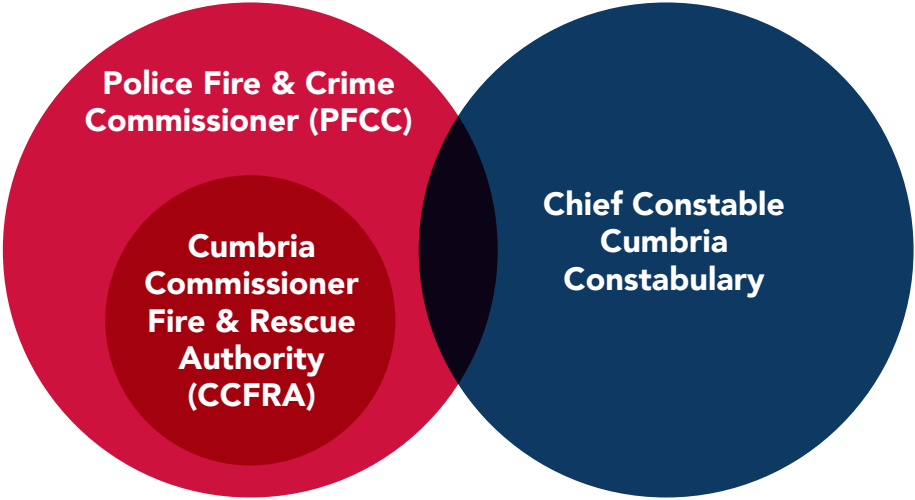 Police Fire & Crime
Commissioner (PFCC)
Cumbria
Commissioner
Fire & Rescue
Authority
(CCFRA)
Chief Constable
Cumbria
Constabulary